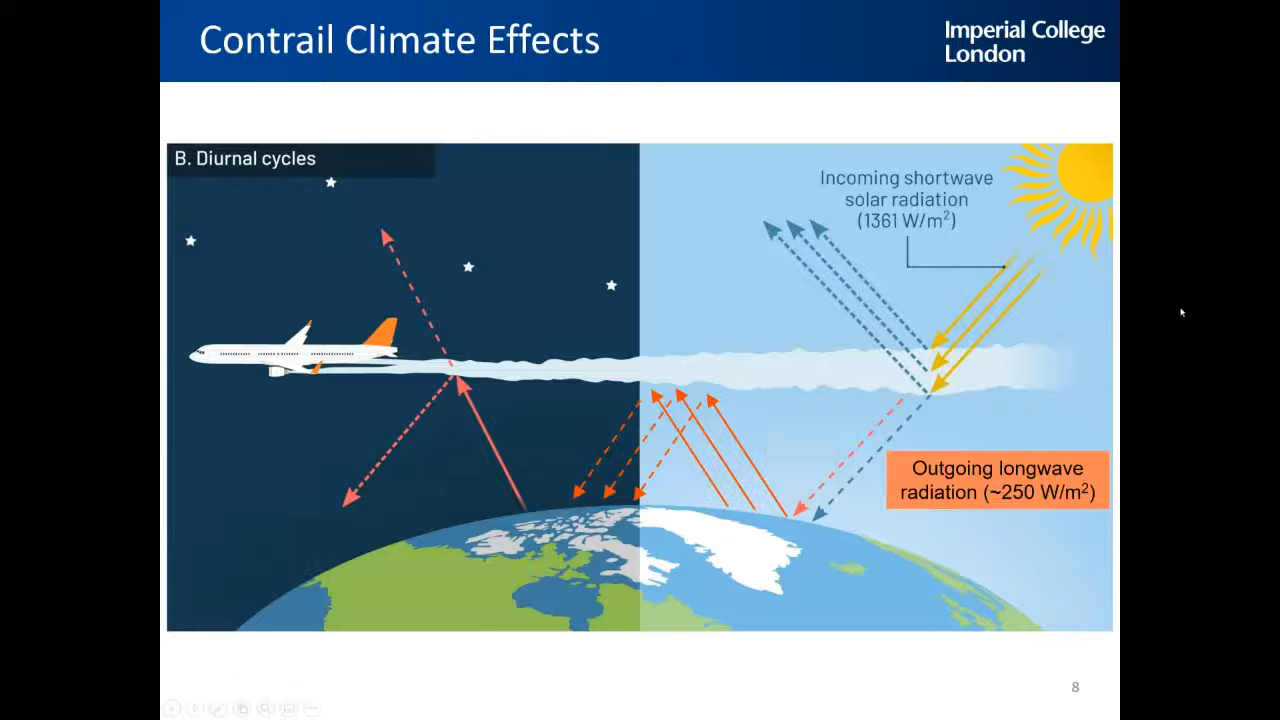 Contrail Climate Effects
Imperial College
London
B. Diurnal cycles
Incoming shortwave
solar radiation
(1361 W/m²)
Outgoing longwave
radiation (~250 W/m²)
8